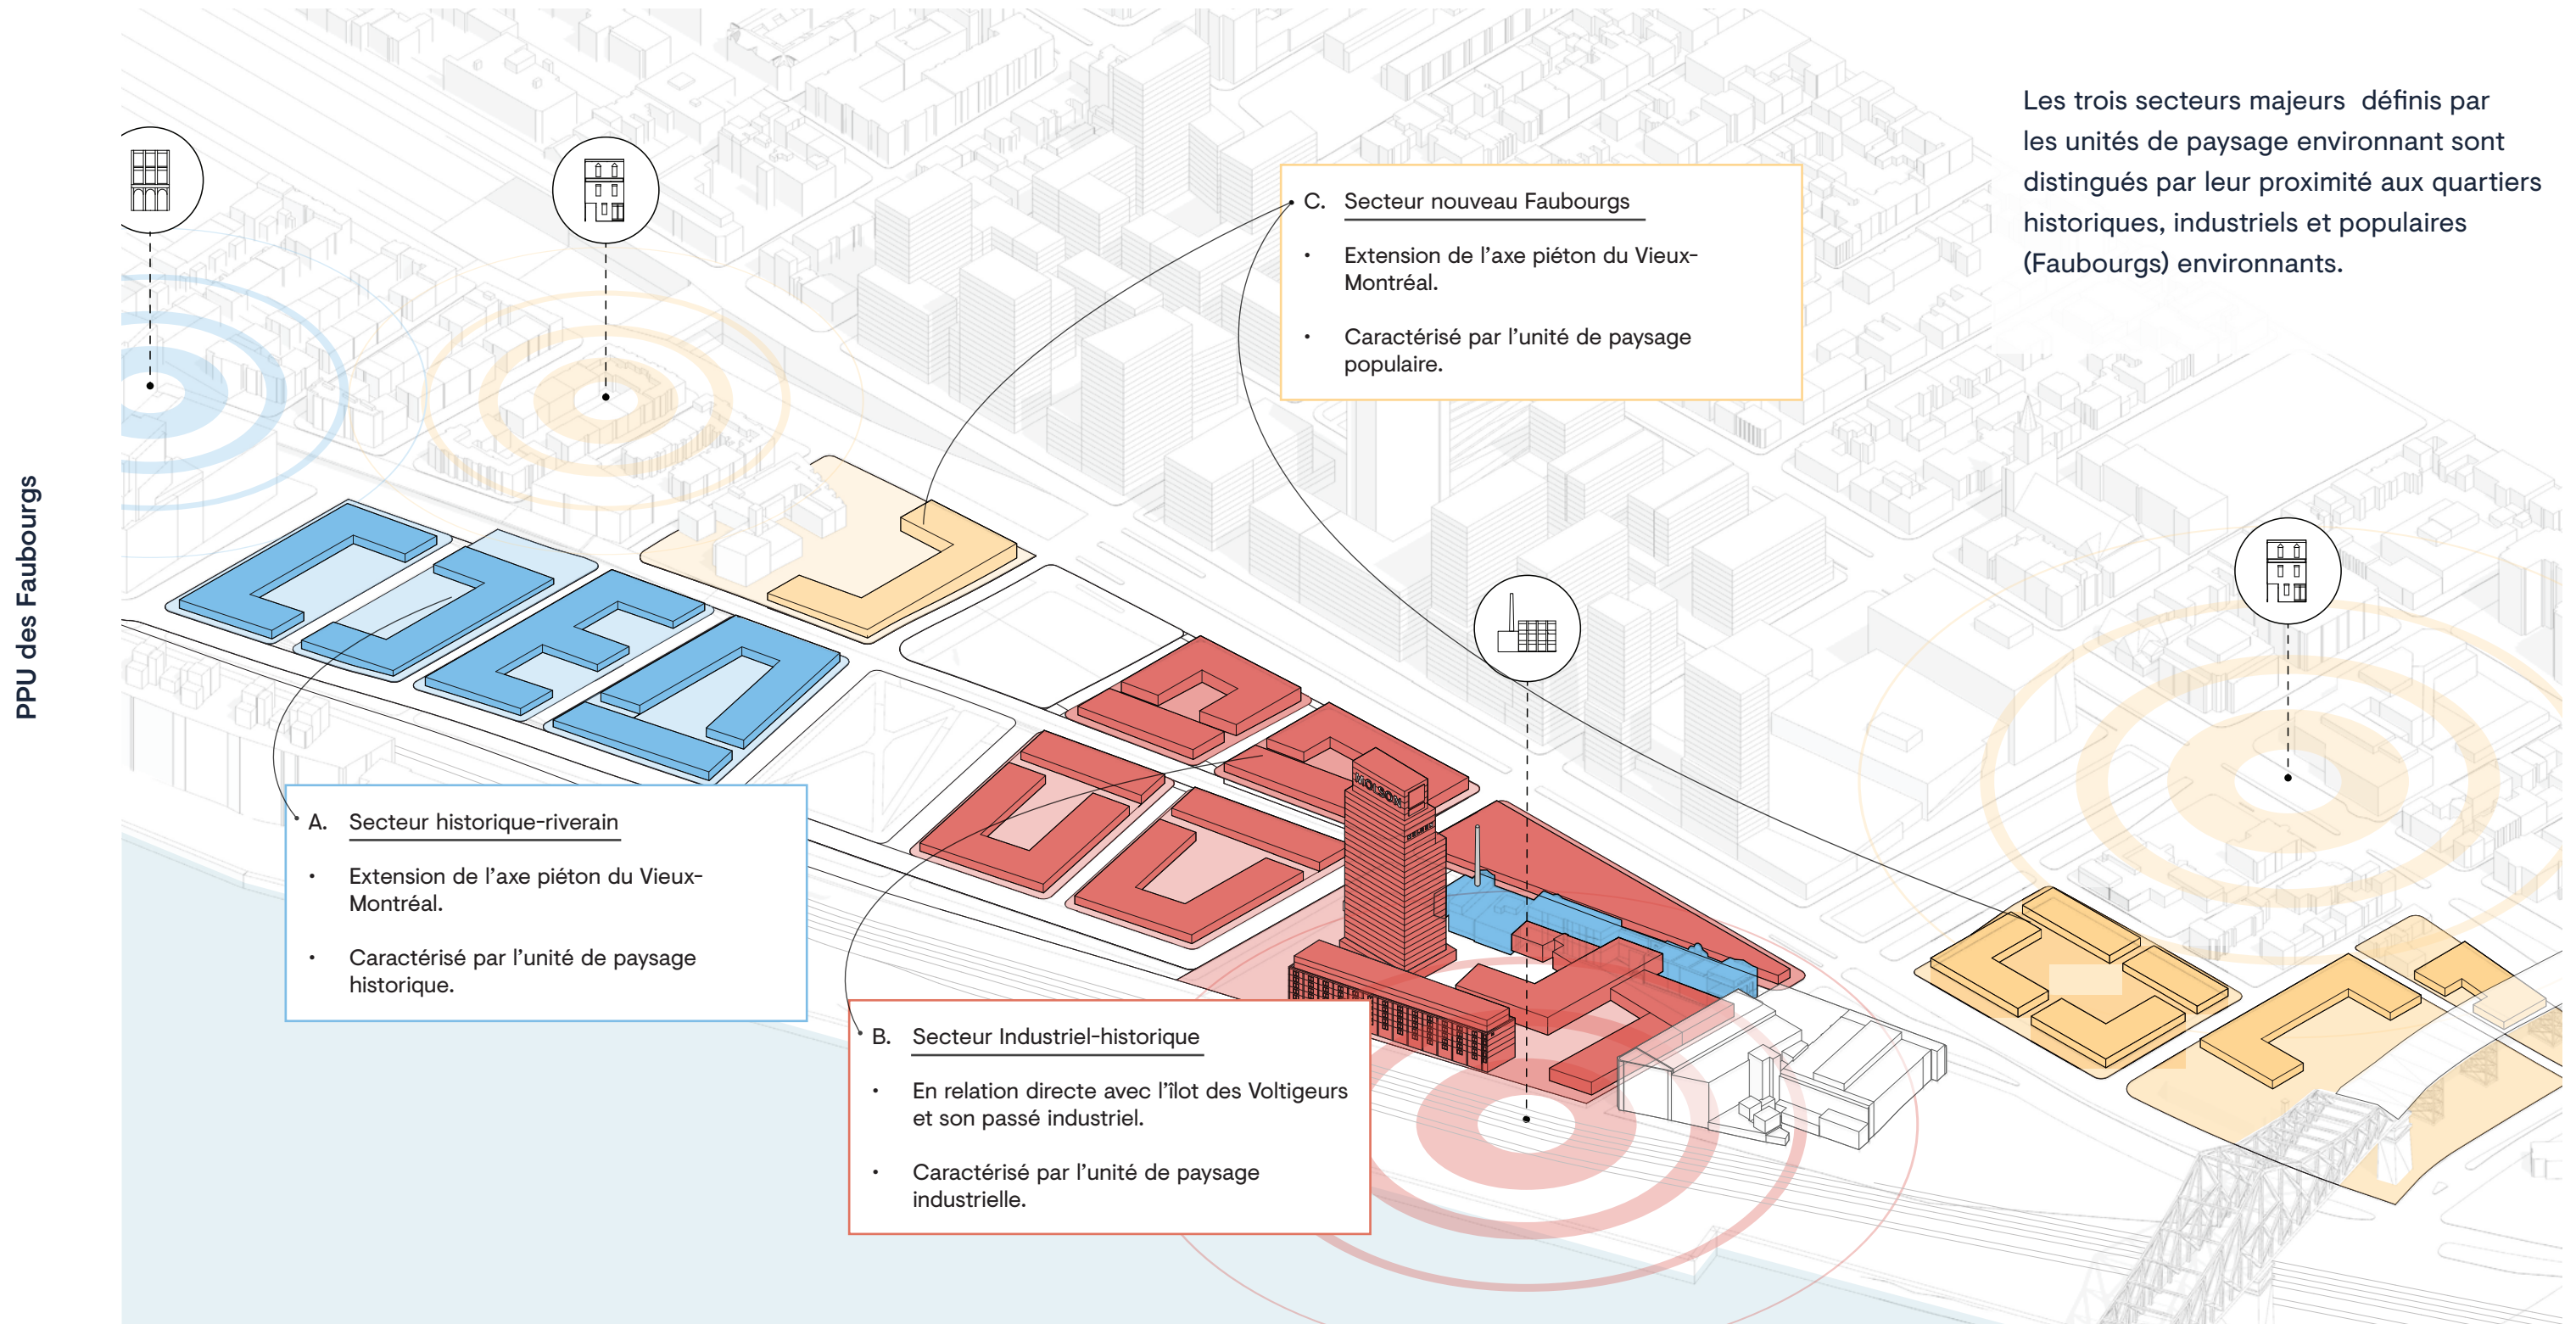 PPU des Faubourgs
Les trois secteurs majeurs définis par
les unités de paysage environnant sont
distingués par leur proximité aux quartiers
historiques, industriels et populaires
(Faubourgs) environnants.
C. Secteur nouveau Faubourgs
• Extension de l'axe piéton du Vieux-
Montréal.
• Caractérisé par l'unité de paysage
populaire.
A. Secteur historique-riverain
• Extension de l'axe piéton du Vieux-
Montréal.
• Caractérisé par l'unité de paysage
historique.
B. Secteur Industriel-historique
• En relation directe avec l'îlot des Voltigeurs
et son passé industriel.
• Caractérisé par l'unité de paysage
industrielle.
MOLSON